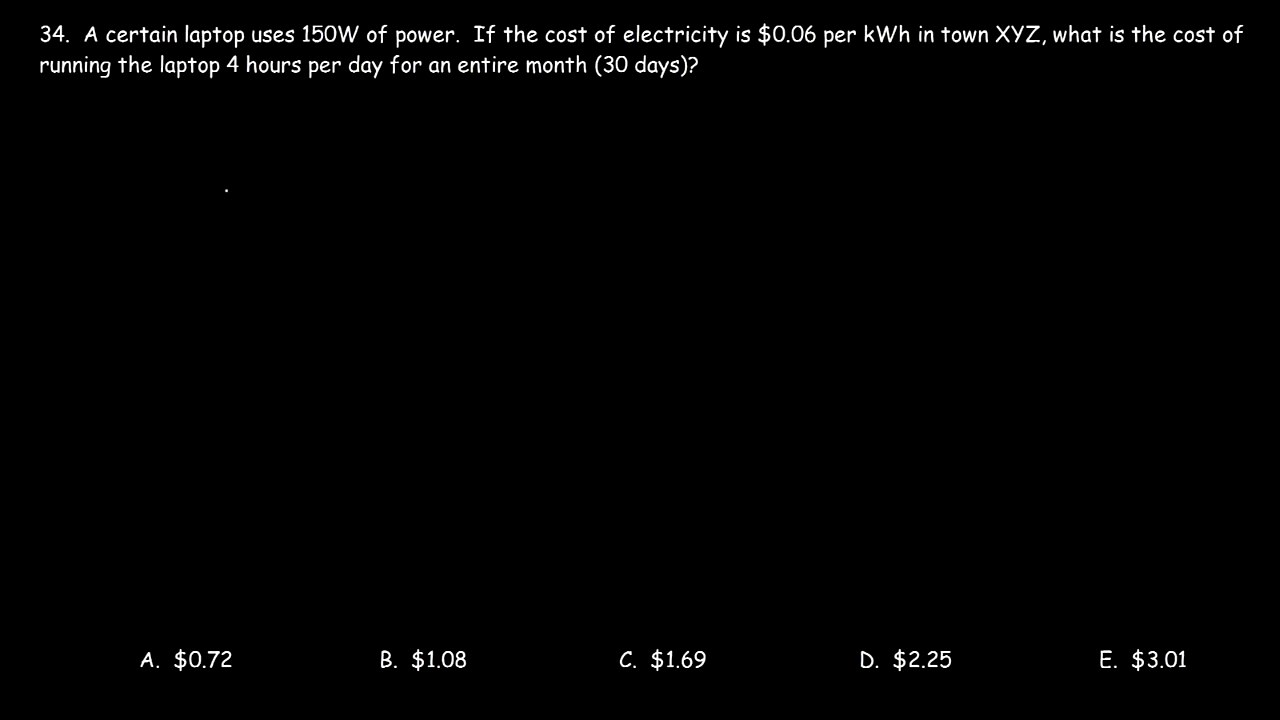 34. A certain laptop uses 150W of power. If the cost of electricity is $0.06 per kWh in town XYZ, what is the cost of
running the laptop 4 hours per day for an entire month (30 days)?
A. $0.72 B. $1.08 C. $1.69 D. $2.25 E. $3.01